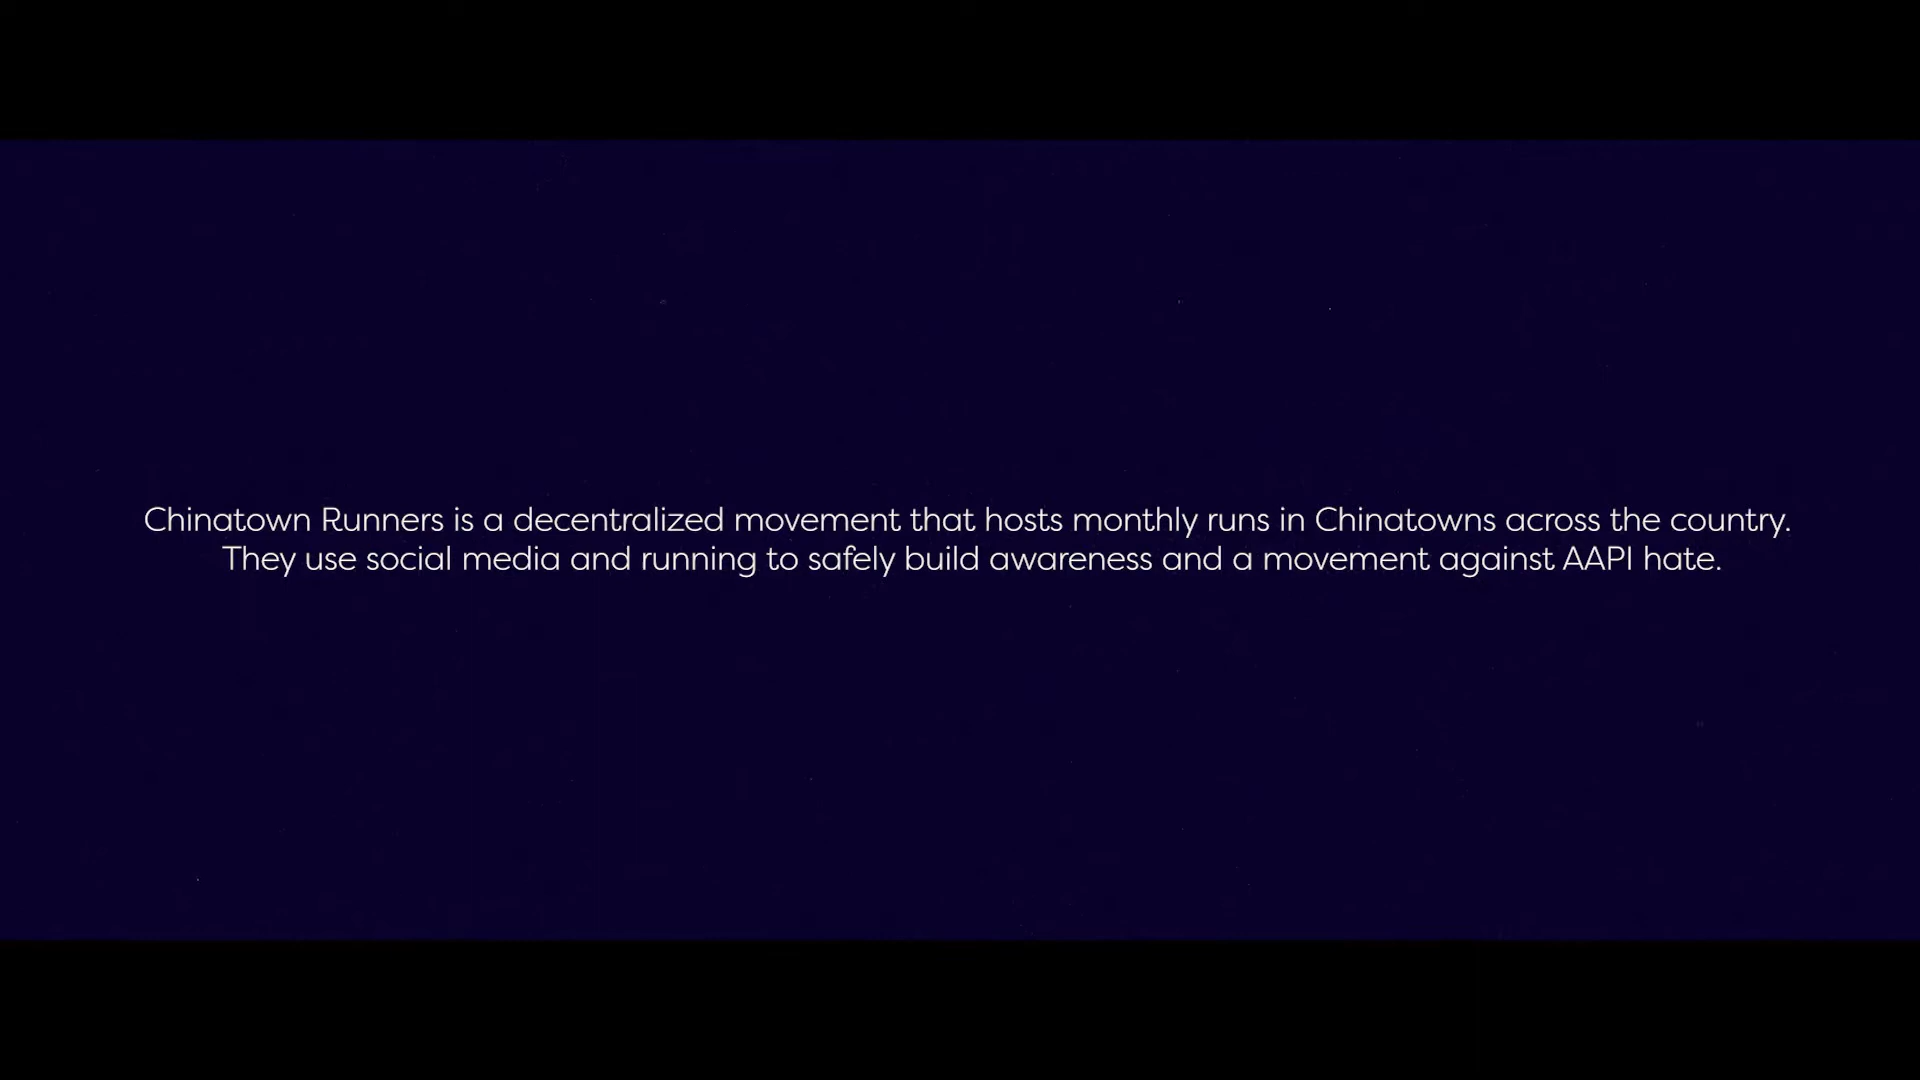 Chinatown Runners is a decentralized movement that hosts monthly runs in Chinatowns across the country.
They use social media and running to safely build awareness and a movement against AAPI hate.